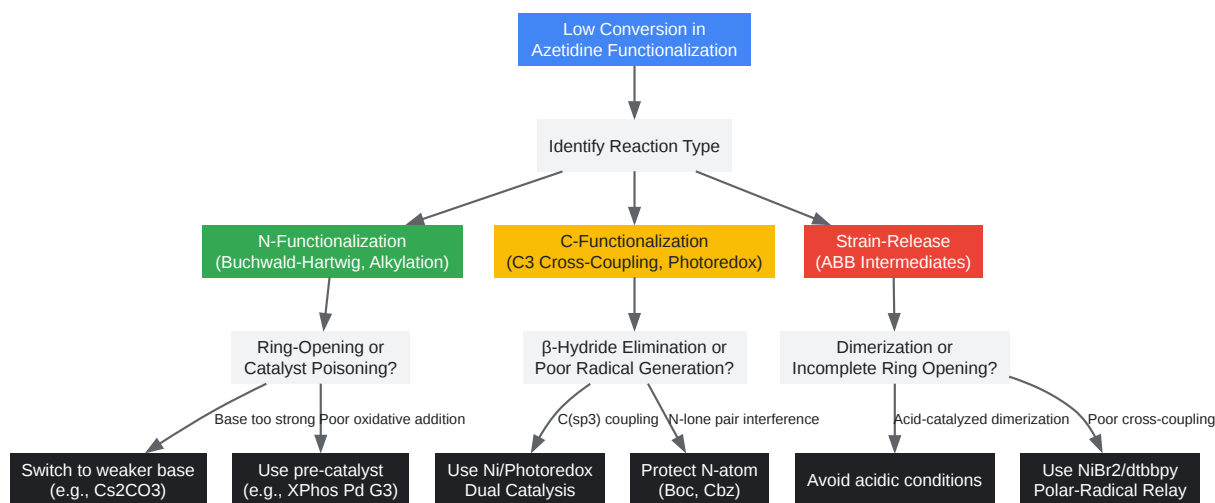 Low Conversion in
Azetidine Functionalization
Identify Reaction Type
N-Functionalization
(Buchwald-Hartwig, Alkylation)
C-Functionalization
(C3 Cross-Coupling, Photoredox)
Strain-Release
(ABB Intermediates)
Ring-Opening or
Catalyst Poisoning?
β-Hydride Elimination or
Poor Radical Generation?
Dimerization or
Incomplete Ring Opening?
Base too strong
Poor oxidative addition
C(sp3) coupling
N-lone pair interference
Acid-catalyzed dimerization
Poor cross-coupling
Switch to weaker base
(e.g., Cs2CO3)
Use pre-catalyst
(e.g., XPhos Pd G3)
Use Ni/Photoredox
Dual Catalysis
Protect N-atom
(Boc, Cbz)
Avoid acidic conditions
Use NiBr2/dtbbpy
Polar-Radical Relay